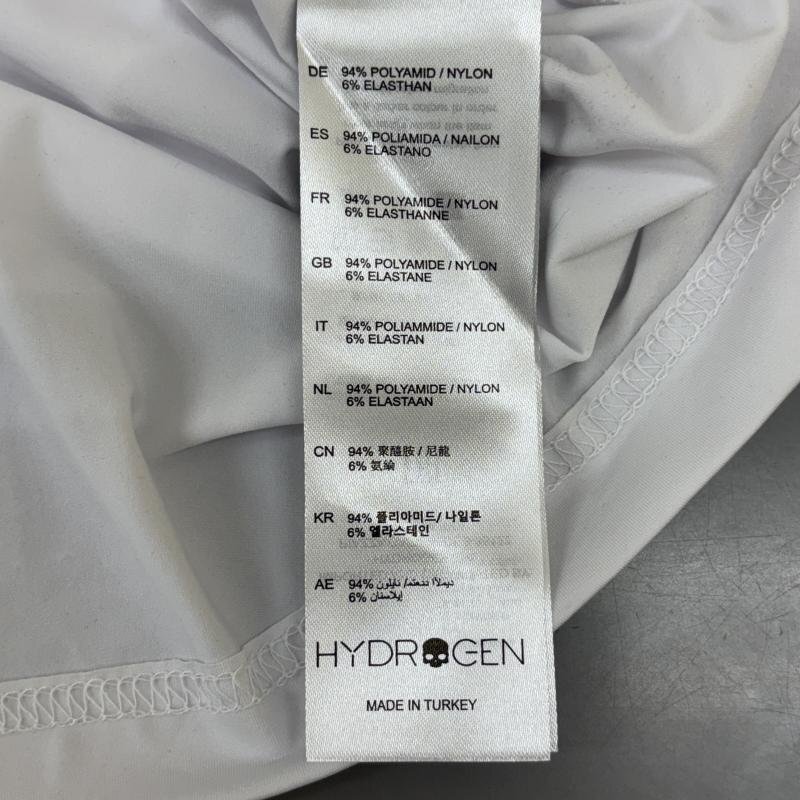 DE 94% POLYAMID / NYLON
6% ELASTHAN
ES 94% POLIAMIDA / NAILON
6% ELASTANO
FR 94% POLYAMIDE / NYLON
6% ELASTHANNE
GB 94% POLYAMIDE / NYLON
6% ELASTANE
IT 94% POLIAMMIDE / NYLON
6% ELASTAN
NL 94% POLYAMIDE / NYLON
6% ELASTAAN
CN 94% 聚醯胺 / 尼龍
6% 氨綸
KR 94% 폴리아미드/ 나일론
6% 엘라스테인
AE 94% نايلون
6% إيلاستان
HYDROGEN
MADE IN TURKEY